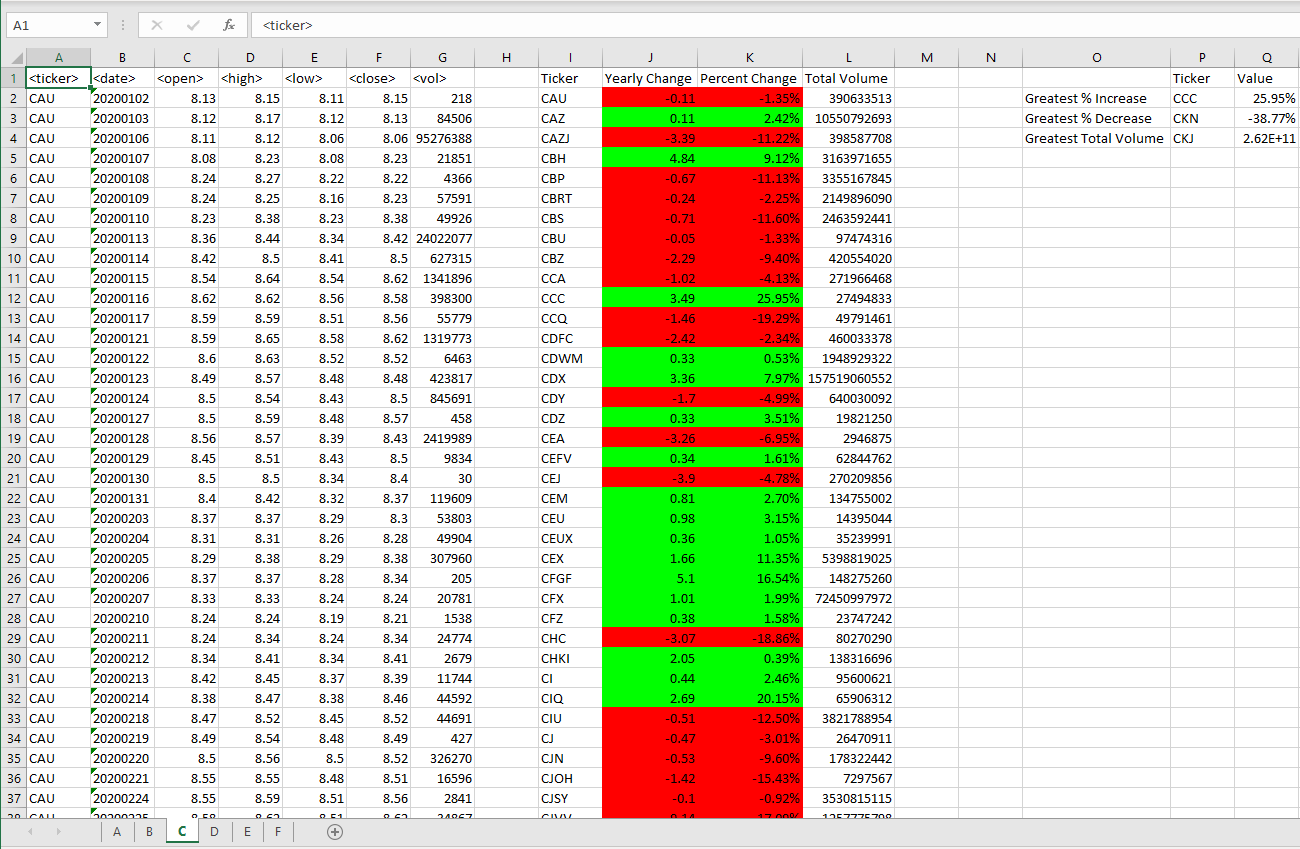 A1 fx <ticker>
A B C D E F G H I J K L M N O P Q
1 <ticker> <date> <open> <high> <low> <close> <vol> Ticker Yearly Change Percent Change Total Volume Ticker Value
2 CAU 20200102 8.13 8.15 8.11 8.15 218 CAU -0.11 -1.35% 390633513 Greatest % Increase CCC 25.95%
3 CAU 20200103 8.12 8.17 8.12 8.13 84506 CAZ 0.11 2.42% 10550792693 Greatest % Decrease CKN -38.77%
4 CAU 20200106 8.11 8.12 8.06 8.06 95276388 CAZJ -3.39 -11.22% 398587708 Greatest Total Volume CKJ 2.62E+11
5 CAU 20200107 8.08 8.23 8.08 8.23 21851 CBH 4.84 9.12% 3163971655
6 CAU 20200108 8.24 8.27 8.22 8.22 4366 CBP -0.67 -11.13% 3355167845
7 CAU 20200109 8.24 8.25 8.16 8.23 57591 CBRT -0.24 -2.25% 2149896090
8 CAU 20200110 8.23 8.38 8.23 8.38 49926 CBS -0.71 -11.60% 2463592441
9 CAU 20200113 8.36 8.44 8.34 8.42 24022077 CBU -0.05 -1.33% 97474316
10 CAU 20200114 8.42 8.5 8.41 8.5 627315 CBZ -2.29 -9.40% 420554020
11 CAU 20200115 8.54 8.64 8.54 8.62 1341896 CCA -1.02 -4.13% 271966468
12 CAU 20200116 8.62 8.62 8.56 8.58 398300 CCC 3.49 25.95% 27494833
13 CAU 20200117 8.59 8.59 8.51 8.56 55779 CCQ -1.46 -19.29% 49791461
14 CAU 20200121 8.59 8.65 8.58 8.62 1319773 CDFC -2.42 -2.34% 460033378
15 CAU 20200122 8.6 8.63 8.52 8.52 6463 CDWM 0.33 0.53% 1948929322
16 CAU 20200123 8.49 8.57 8.48 8.48 423817 CDX 3.36 7.97% 157519060552
17 CAU 20200124 8.5 8.54 8.43 8.5 845691 CDY -1.7 -4.99% 640030092
18 CAU 20200127 8.5 8.59 8.48 8.57 458 CDZ 0.33 3.51% 19821250
19 CAU 20200128 8.56 8.57 8.39 8.43 2419989 CEA -3.26 -6.95% 2946875
20 CAU 20200129 8.45 8.51 8.43 8.5 9834 CEFV 0.34 1.61% 62844762
21 CAU 20200130 8.5 8.5 8.34 8.4 30 CEJ -3.9 -4.78% 270209856
22 CAU 20200131 8.4 8.42 8.32 8.37 119609 CEM 0.81 2.70% 134755002
23 CAU 20200203 8.37 8.37 8.29 8.3 53803 CEU 0.98 3.15% 14395044
24 CAU 20200204 8.31 8.31 8.26 8.28 49904 CEUX 0.36 1.05% 35239991
25 CAU 20200205 8.29 8.38 8.29 8.38 307960 CEX 1.66 11.35% 5398819025
26 CAU 20200206 8.37 8.37 8.28 8.34 205 CFGF 5.1 16.54% 148275260
27 CAU 20200207 8.33 8.33 8.24 8.24 20781 CFX 1.01 1.99% 72450997972
28 CAU 20200210 8.24 8.24 8.19 8.21 1538 CFZ 0.38 1.58% 23747242
29 CAU 20200211 8.24 8.34 8.24 8.34 24774 CHC -3.07 -18.86% 80270290
30 CAU 20200212 8.34 8.41 8.34 8.41 2679 CHKI 2.05 0.39% 138316696
31 CAU 20200213 8.42 8.45 8.37 8.39 11744 CI 0.44 2.46% 95600621
32 CAU 20200214 8.38 8.47 8.38 8.46 44592 CIQ 2.69 20.15% 65906312
33 CAU 20200218 8.47 8.52 8.45 8.52 44691 CIU -0.51 -12.50% 3821788954
34 CAU 20200219 8.49 8.54 8.48 8.49 427 CJ -0.47 -3.01% 26470911
35 CAU 20200220 8.5 8.56 8.5 8.52 326270 CJN -0.53 -9.60% 178322442
36 CAU 20200221 8.55 8.55 8.48 8.51 16596 CJOH -1.42 -15.43% 7297567
37 CAU 20200224 8.55 8.59 8.51 8.56 2841 CJSY -0.1 -0.92% 3530815115
A B C D E F